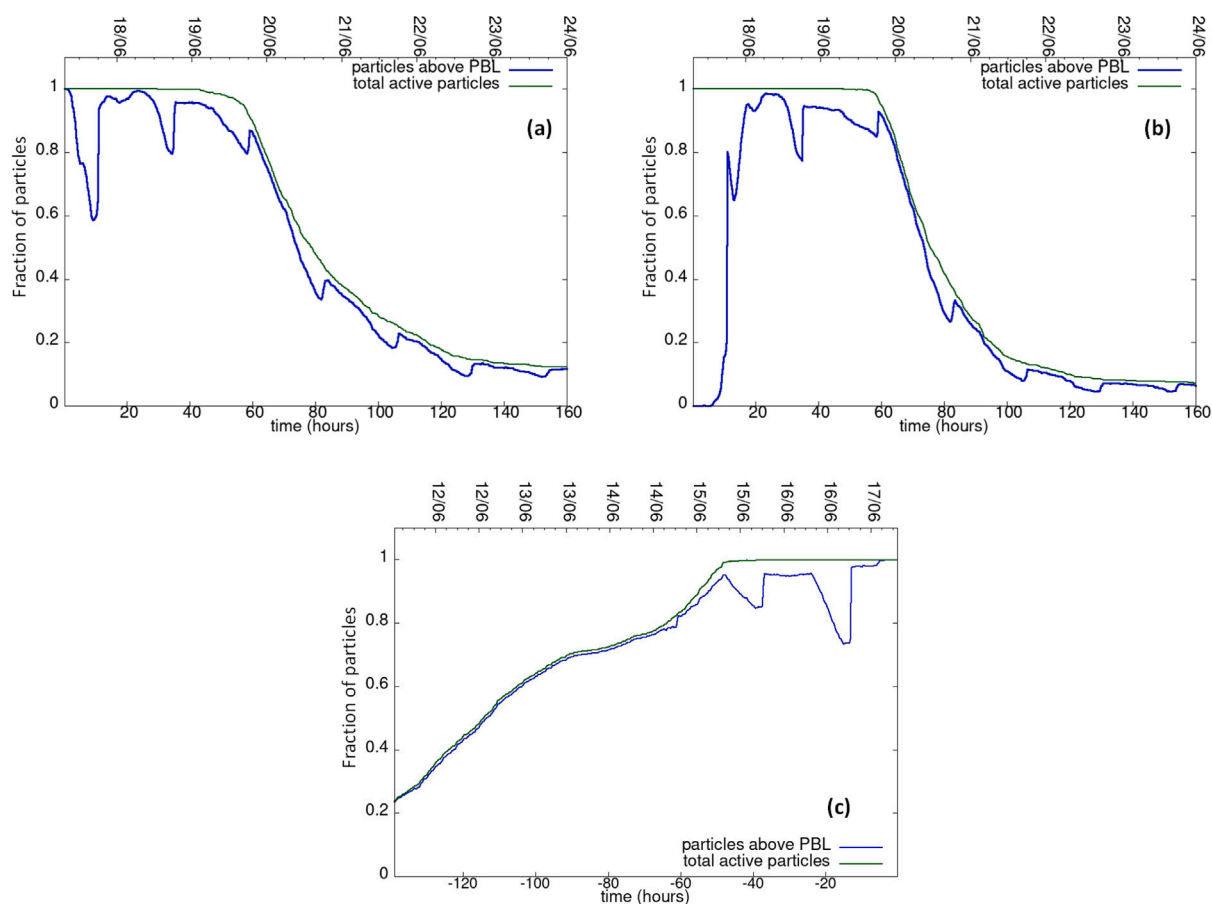 18/06 19/06 20/06 21/06 22/06 23/06 24/06
particles above PBL
total active particles
(a)
Fraction of particles
1
0.8
0.6
0.4
0.2
0
20 40 60 80 100 120 140 160
time (hours)
18/06 19/06 20/06 21/06 22/06 23/06 24/06
particles above PBL
total active particles
(b)
Fraction of particles
1
0.8
0.6
0.4
0.2
0
20 40 60 80 100 120 140 160
time (hours)
12/06 12/06 13/06 13/06 14/06 14/06 15/06 15/06 16/06 16/06 17/06
Fraction of particles
1
0.8
0.6
0.4
0.2
0
(c)
particles above PBL
total active particles
-120 -100 -80 -60 -40 -20
time (hours)